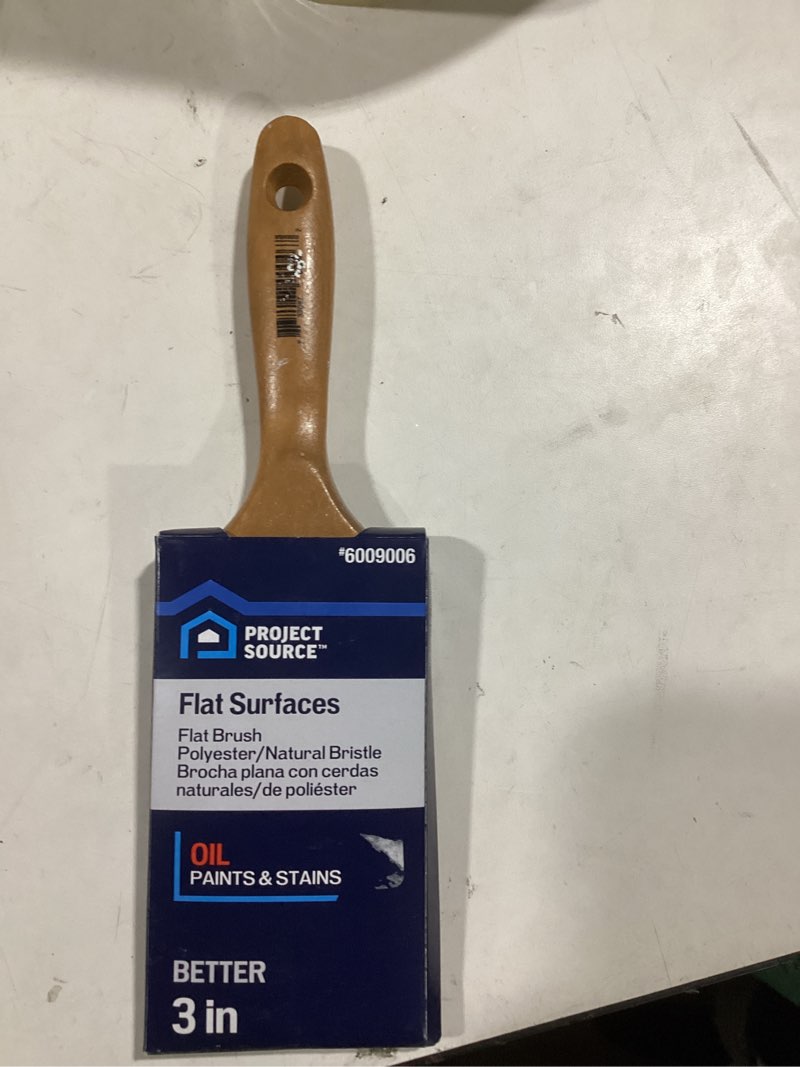 #6009006
PROJECT
SOURCE™
Flat Surfaces
Flat Brush
Polyester/Natural Bristle
Brocha plana con cerdas
naturales/de poliéster
OIL
PAINTS & STAINS
BETTER
3 in